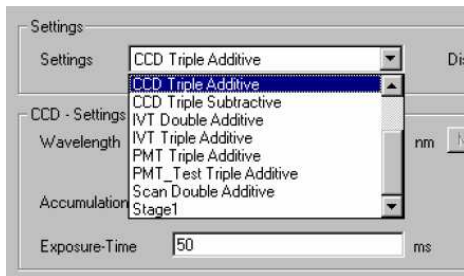 Settings
Settings CCD Triple Additive Dis
CCD Triple Additive
CCD Triple Subtractive
CCD - Settings
IVT Double Additive
Wavelength IVT Triple Additive nm N
PMT Triple Additive
PMT_Test Triple Additive
Scan Double Additive
Accumulation
Stage1
Exposure-Time 50 ms